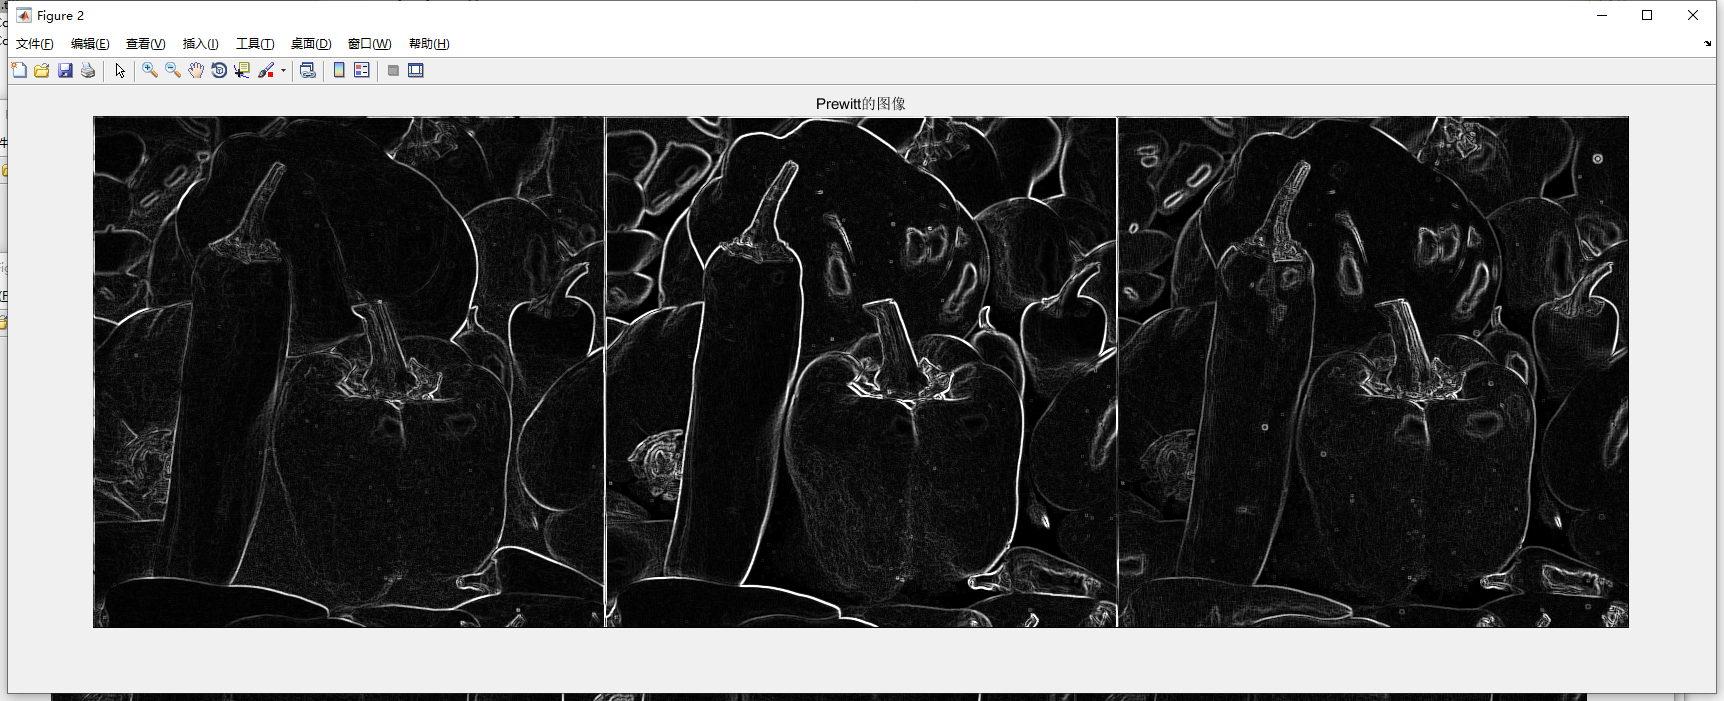 Figure 2
文件(F) 编辑(E) 查看(V) 插入(I) 工具(T) 桌面(D) 窗口(W) 帮助(H)
Prewitt的图像